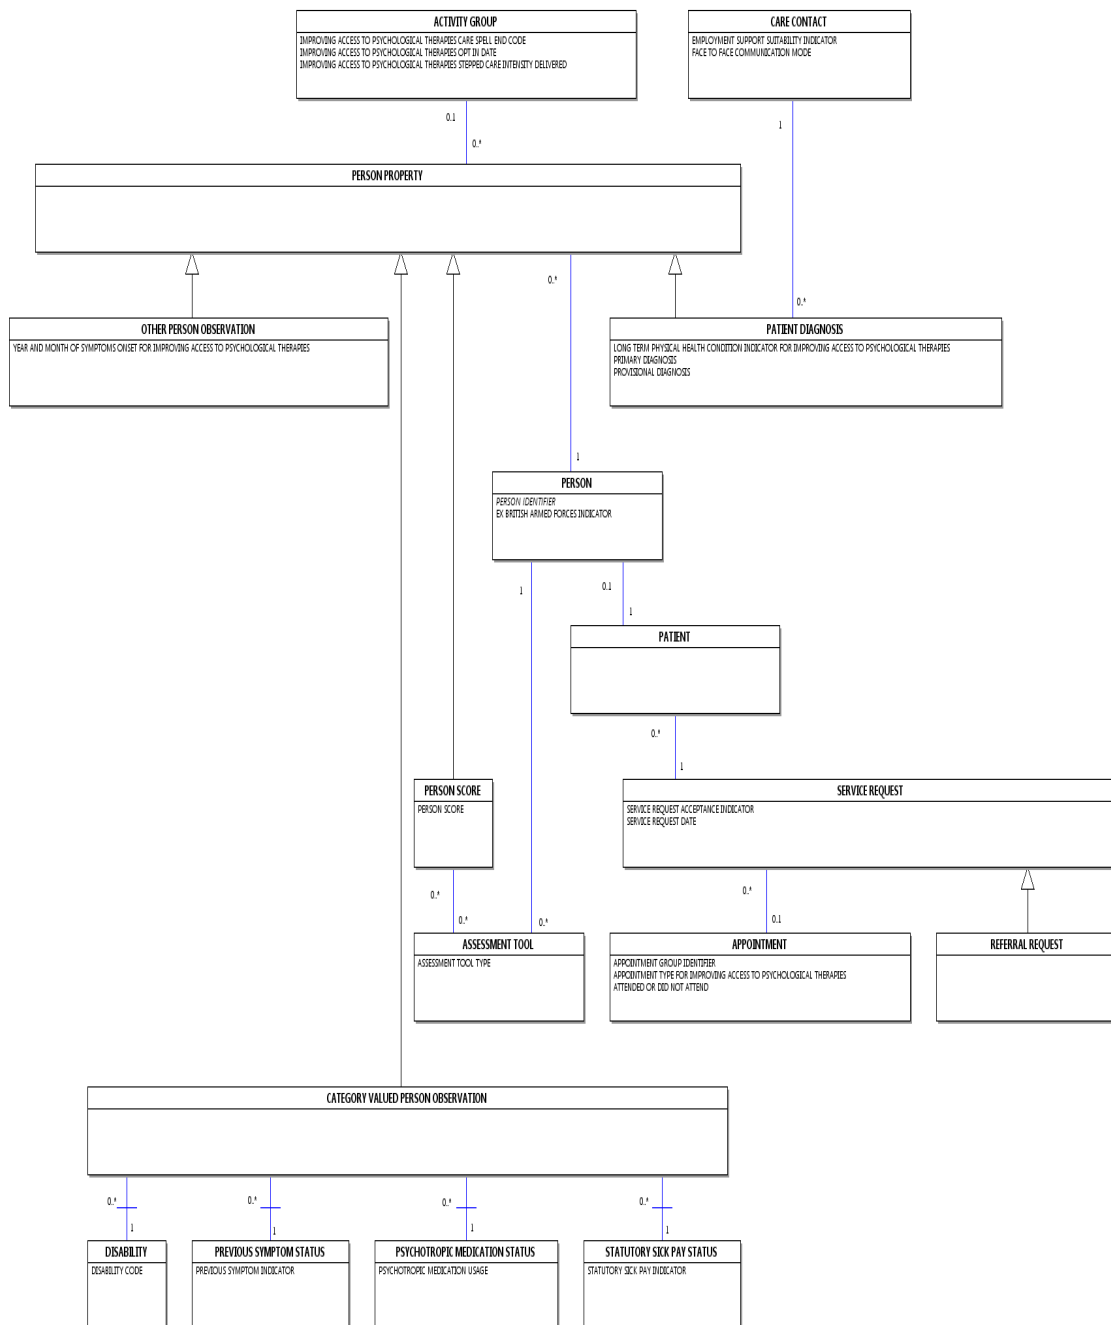 ACTIVITY GROUP
IMPROVING ACCESS TO PSYCHOLOGICAL THERAPIES CARE SPELL END CODE
IMPROVING ACCESS TO PSYCHOLOGICAL THERAPIES OPT IN DATE
IMPROVING ACCESS TO PSYCHOLOGICAL THERAPIES STEPPED CARE INTENSITY DELIVERED
CARE CONTACT
EMPLOYMENT SUPPORT SUITABILITY INDICATOR
FACE TO FACE COMMUNICATION MODE
0..1
0..*
1
PERSON PROPERTY
0..*
0..*
OTHER PERSON OBSERVATION
YEAR AND MONTH OF SYMPTOMS ONSET FOR IMPROVING ACCESS TO PSYCHOLOGICAL THERAPIES
PATIENT DIAGNOSIS
LONG TERM PHYSICAL HEALTH CONDITION INDICATOR FOR IMPROVING ACCESS TO PSYCHOLOGICAL THERAPIES
PRIMARY DIAGNOSIS
PROVISIONAL DIAGNOSIS
1
PERSON
PERSON IDENTIFIER
EX BRITISH ARMED FORCES INDICATOR
1
0..1
1
PATIENT
0..*
1
PERSON SCORE
PERSON SCORE
SERVICE REQUEST
SERVICE REQUEST ACCEPTANCE INDICATOR
SERVICE REQUEST DATE
0..*
0..*
0..*
0..*
0..1
ASSESSMENT TOOL
ASSESSMENT TOOL TYPE
APPOINTMENT
APPOINTMENT GROUP IDENTIFIER
APPOINTMENT TYPE FOR IMPROVING ACCESS TO PSYCHOLOGICAL THERAPIES
ATTENDED OR DID NOT ATTEND
REFERRAL REQUEST
CATEGORY VALUED PERSON OBSERVATION
0..*
1
0..*
1
0..*
1
0..*
1
DISABILITY
DISABILITY CODE
PREVIOUS SYMPTOM STATUS
PREVIOUS SYMPTOM INDICATOR
PSYCHOTROPIC MEDICATION STATUS
PSYCHOTROPIC MEDICATION USAGE
STATUTORY SICK PAY STATUS
STATUTORY SICK PAY INDICATOR